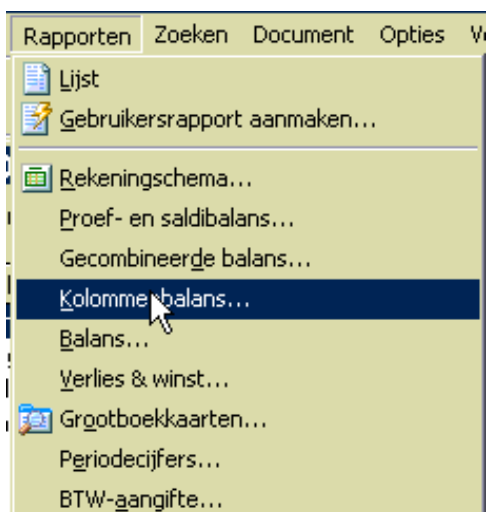 Rapporten Zoeken Document Opties V
Lijst
Gebruikersrapport aanmaken...
Rekeningschema...
Proef- en saldibalans...
Gecombineerde balans...
Kolommenbalans...
Balans...
Verlies & winst...
Grootboekkaarten...
Periodecijfers...
BTW-aangifte...